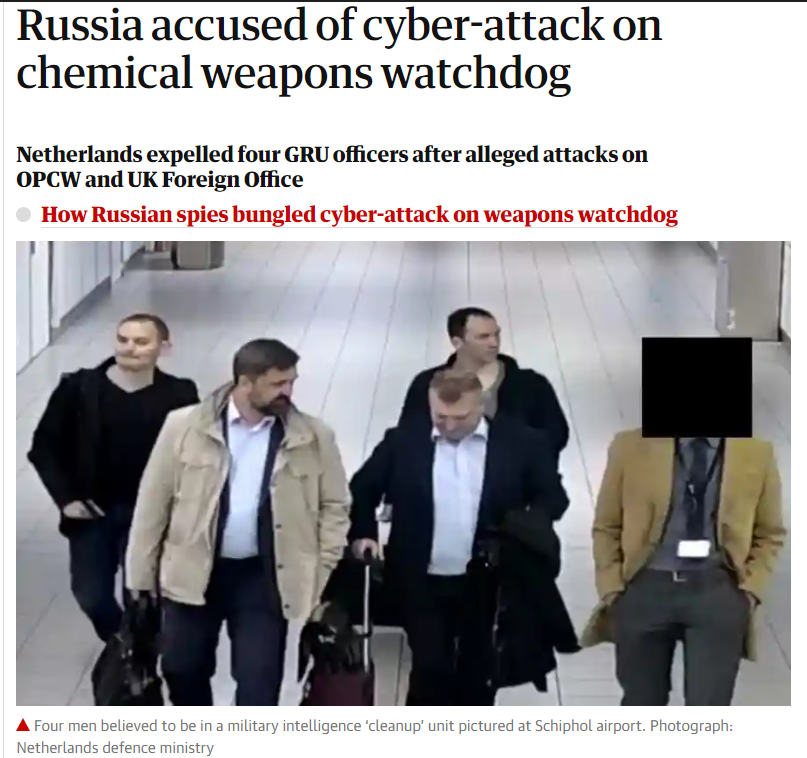 Russia accused of cyber-attack on
chemical weapons watchdog
Netherlands expelled four GRU officers after alleged attacks on
OPCW and UK Foreign Office
How Russian spies bungled cyber-attack on weapons watchdog
Four men believed to be in a military intelligence ‘cleanup’ unit pictured at Schiphol airport. Photograph:
Netherlands defence ministry